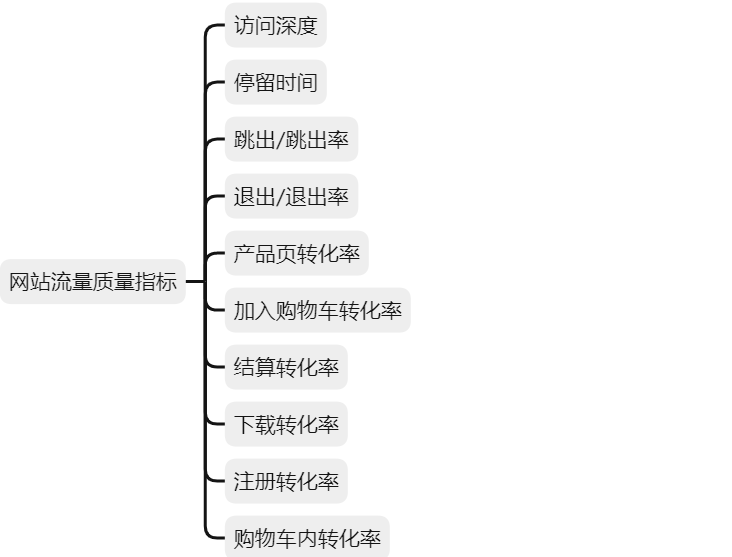 访问深度
停留时间
跳出/跳出率
退出/退出率
产品页转化率
网站流量质量指标
加入购物车转化率
结算转化率
下载转化率
注册转化率
购物车内转化率